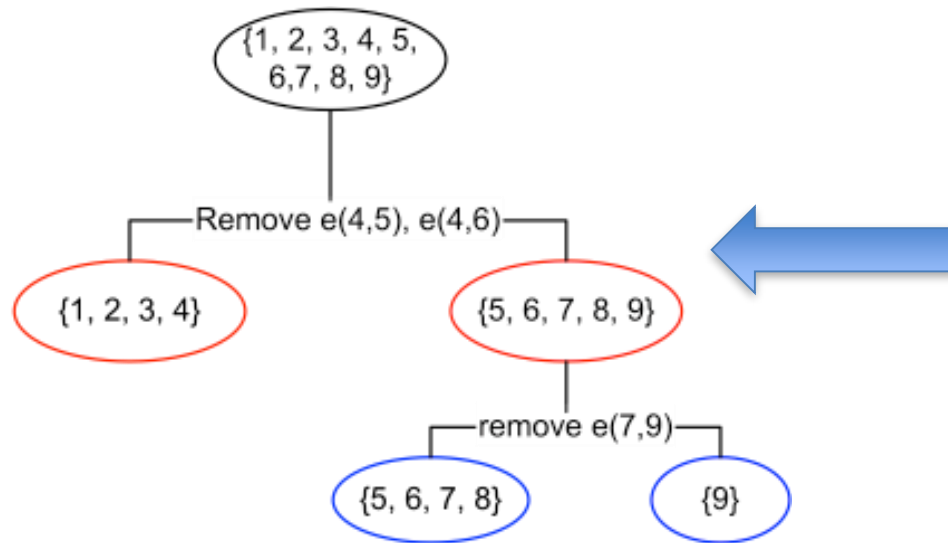 {1, 2, 3, 4, 5,
6,7, 8, 9}
Remove e(4,5), e(4,6)
{1, 2, 3, 4}
{5, 6, 7, 8, 9}
remove e(7,9)
{5, 6, 7, 8}
{9}